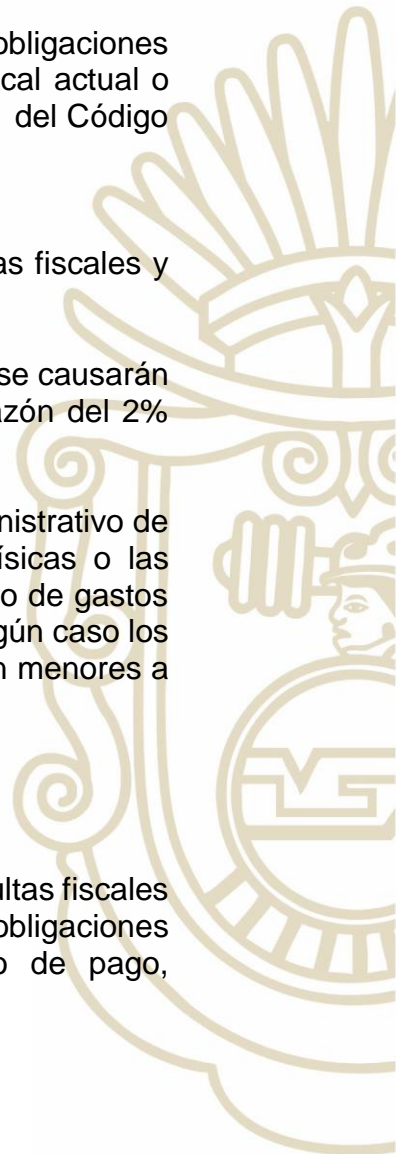 obligaciones
cal actual o
del Código
as fiscales y
se causarán
azón del 2%
nistrativo de
ísicas o las
o de gastos
gún caso los
n menores a
ultas fiscales
obligaciones
o de pago,